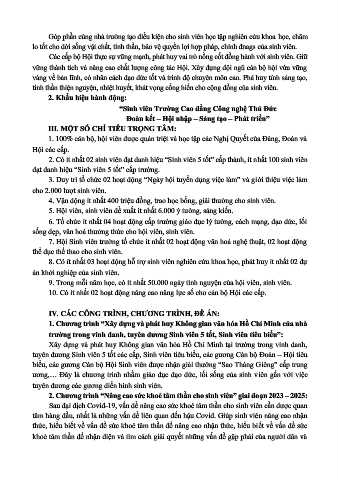 Góp phần cùng nhà trường tạo điều kiện cho sinh viên học tập nghiên cứu khoa học, chăm
lo tốt cho đời sống vật chất, tinh thần, bảo vệ quyền lợi hợp pháp, chính đnags của sinh viên.
Các cấp bộ Hội thực sự vững mạnh, phát huy vai trò nồng cốt đồng hành với sinh viên. Giữ
vững thành tích và nâng cao chất lượng công tác Hội. Xây dựng đội ngũ cán bộ hội vừa vững
vàng về bản lĩnh, có nhân cách đạo đức tốt và trình độ chuyên môn cao. Phát huy tính sáng tạo,
tinh thần thiện nguyện, nhiệt huyết, khát vọng cống hiến cho cộng đồng của sinh viên.
2. Khẩu hiệu hành động:
"Sinh viên Trường Cao đẳng Công nghệ Thủ Đức
Đoàn kết – Hội nhập – Sáng tạo – Phát triển"
III. MỘT SỐ CHỈ TIÊU TRỌNG TÂM:
1. 100% cán bộ, hội viên được quán triệt và học tập các Nghị Quyết của Đảng, Đoàn và
Hội các cấp.
2. Có ít nhất 02 sinh viên đạt danh hiệu "Sinh viên 5 tốt" cấp thành, ít nhất 100 sinh viên
đạt danh hiệu "Sinh viên 5 tốt" cấp trường.
3. Duy trì tổ chức 02 hoạt động "Ngày hội tuyển dụng việc làm" và giới thiệu việc làm
cho 2.000 lượt sinh viên.
4. Vận động ít nhất 400 triệu đồng, trao học bổng, giải thưởng cho sinh viên.
5. Hội viên, sinh viên đề xuất ít nhất 6.000 ý tưởng, sáng kiến.
6. Tổ chức ít nhất 04 hoạt động cấp trường giáo dục lý tưởng, cách mạng, đạo đức, lối
sống đẹp, văn hoá thưởng thức cho hội viên, sinh viên.
7. Hội Sinh viên trường tổ chức ít nhất 02 hoạt động văn hoá nghệ thuật, 02 hoạt động
thể dục thể thao cho sinh viên.
8. Có ít nhất 03 hoạt động hỗ trợ sinh viên nghiên cứu khoa học, phát huy ít nhất 02 dự
án khởi nghiệp của sinh viên.
9. Trong mỗi năm học, có ít nhất 50.000 ngày tình nguyện của hội viên, sinh viên.
10. Có ít nhất 02 hoạt động nâng cao năng lực số cho cán bộ Hội các cấp.
IV. CÁC CÔNG TRÌNH, CHƯƠNG TRÌNH, ĐỀ ÁN:
1. Chương trình "Xây dựng và phát huy Không gian văn hóa Hồ Chí Minh của nhà
trường trong vinh danh, tuyên dương Sinh viên 5 tốt, Sinh viên tiêu biểu":
Xây dựng và phát huy Không gian văn hóa Hồ Chí Minh tại trường trong vinh danh,
tuyên dương Sinh viên 5 tốt các cấp, Sinh viên tiêu biểu, các gương Cán bộ Đoàn – Hội tiêu
biểu, các gương Cán bộ Hội Sinh viên được nhận giải thưởng "Sao Tháng Giêng" cấp trung
ương,… Đây là chương trình nhằm giáo dục đạo đức, lối sống của sinh viên gắn với việc
tuyên dương các gương điển hình sinh viên.
2. Chương trình "Nâng cao sức khoẻ tâm thần cho sinh viên" giai đoạn 2023 – 2025:
Sau đại dịch Covid-19, vấn đề nâng cao sức khoẻ tâm thần cho sinh viên cần được quan
tâm hàng đầu, nhất là những vấn đề liên quan đến hậu Covid. Giúp sinh viên nâng cao nhận
thức, hiểu biết về vấn đề sức khoẻ tâm thần để nâng cao nhận thức, hiểu biết về vấn đề sức
khoẻ tâm thần để nhận diện và tìm cách giải quyết những vấn đề gặp phải của người dân và